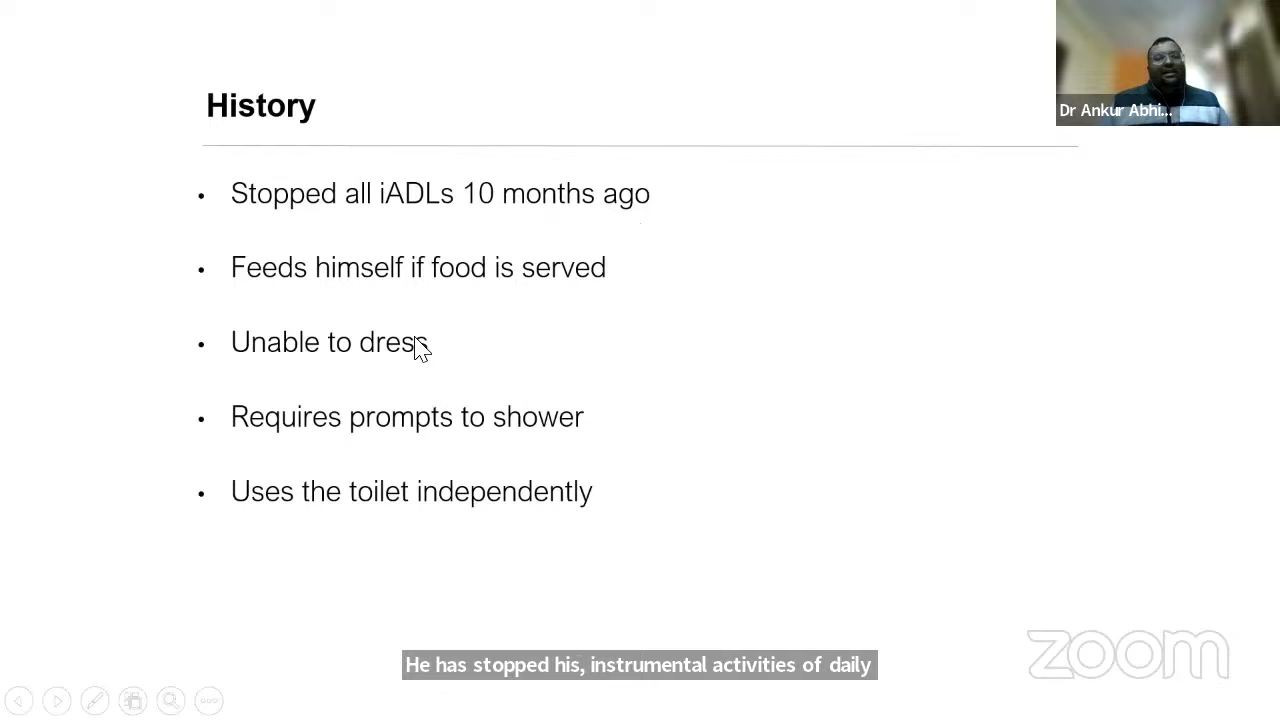 History
Dr Ankur Abhi...
• Stopped all iADLs 10 months ago
• Feeds himself if food is served
• Unable to dress
• Requires prompts to shower
• Uses the toilet independently
He has stopped his, instrumental activities of daily
zoom